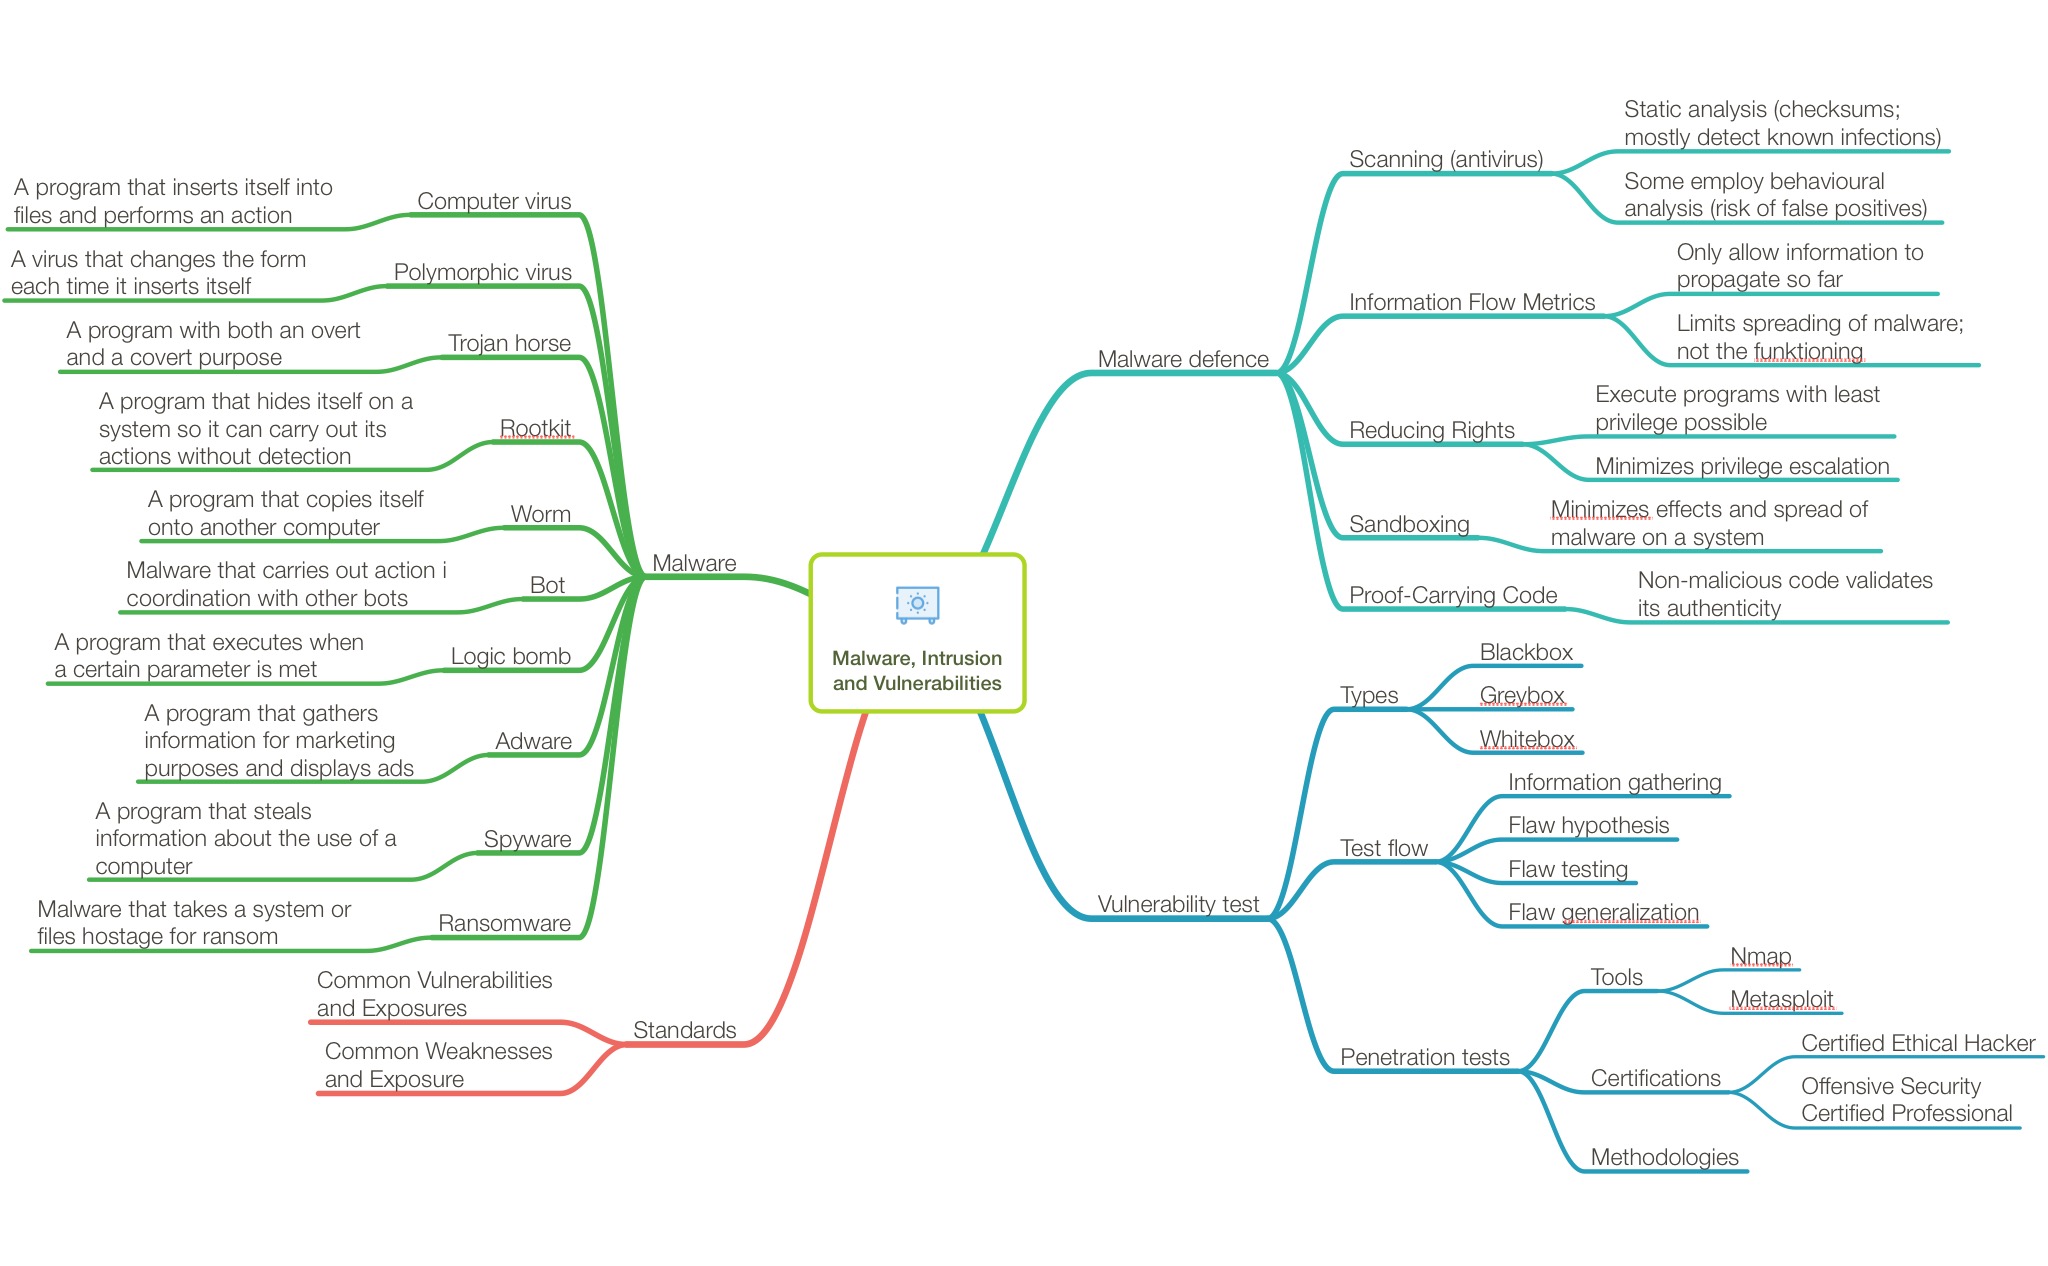 Malware, Intrusion
and Vulnerabilities
Malware
Computer virus
A program that inserts itself into
files and performs an action
Polymorphic virus
A virus that changes the form
each time it inserts itself
Trojan horse
A program with both an overt
and a covert purpose
Rootkit
A program that hides itself on a
system so it can carry out its
actions without detection
Worm
A program that copies itself
onto another computer
Bot
Malware that carries out action i
coordination with other bots
Logic bomb
A program that executes when
a certain parameter is met
Adware
A program that gathers
information for marketing
purposes and displays ads
Spyware
A program that steals
information about the use of a
computer
Ransomware
Malware that takes a system or
files hostage for ransom
Standards
Common Vulnerabilities
and Exposures
Common Weaknesses
and Exposure
Malware defence
Scanning (antivirus)
Static analysis (checksums;
mostly detect known infections)
Some employ behavioural
analysis (risk of false positives)
Information Flow Metrics
Only allow information to
propagate so far
Limits spreading of malware;
not the funktioning
Reducing Rights
Execute programs with least
privilege possible
Minimizes privilege escalation
Sandboxing
Minimizes effects and spread of
malware on a system
Proof-Carrying Code
Non-malicious code validates
its authenticity
Vulnerability test
Types
Blackbox
Greybox
Whitebox
Test flow
Information gathering
Flaw hypothesis
Flaw testing
Flaw generalization
Penetration tests
Tools
Nmap
Metasploit
Certifications
Certified Ethical Hacker
Offensive Security
Certified Professional
Methodologies